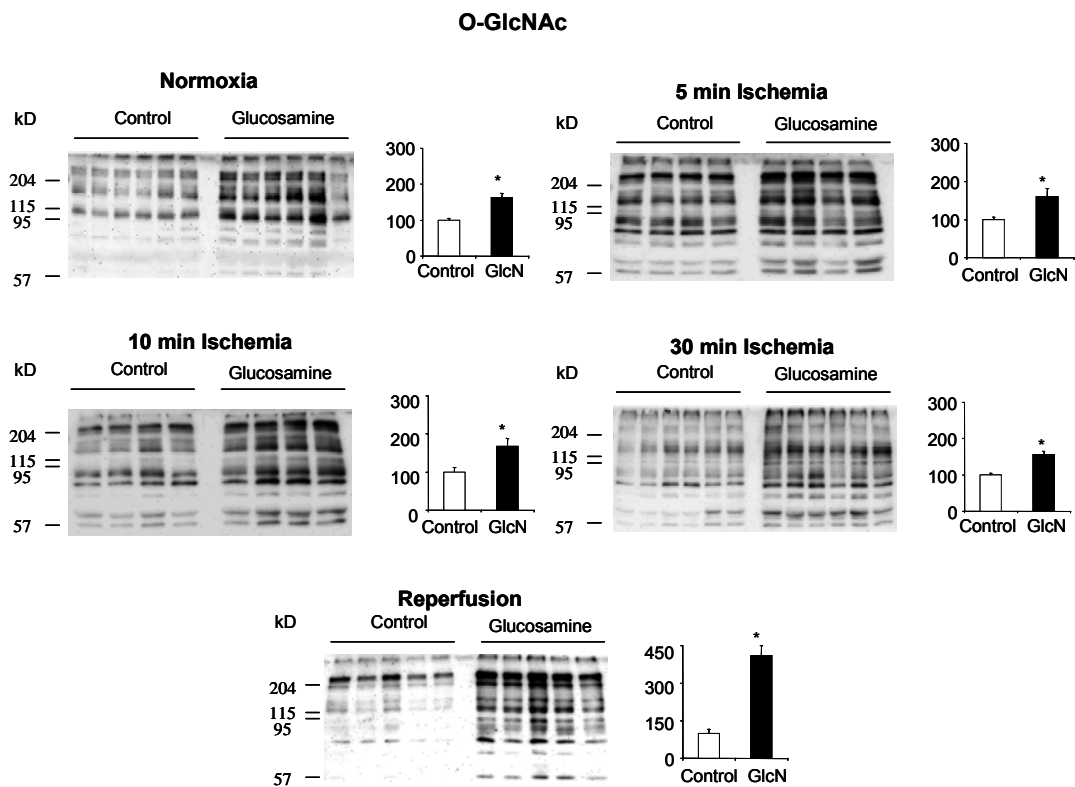 O-GlcNAc
Normoxia
kD
Control
Glucosamine
204
115
95
57
300
200
100
0
*
Control GlcN
5 min Ischemia
kD
Control
Glucosamine
204
115
95
57
300
200
100
0
*
Control GlcN
10 min Ischemia
kD
Control
Glucosamine
204
115
95
57
300
200
100
0
*
Control GlcN
30 min Ischemia
kD
Control
Glucosamine
204
115
95
57
300
200
100
0
*
Control GlcN
Reperfusion
kD
Control
Glucosamine
204
115
95
57
450
300
150
0
*
Control GlcN